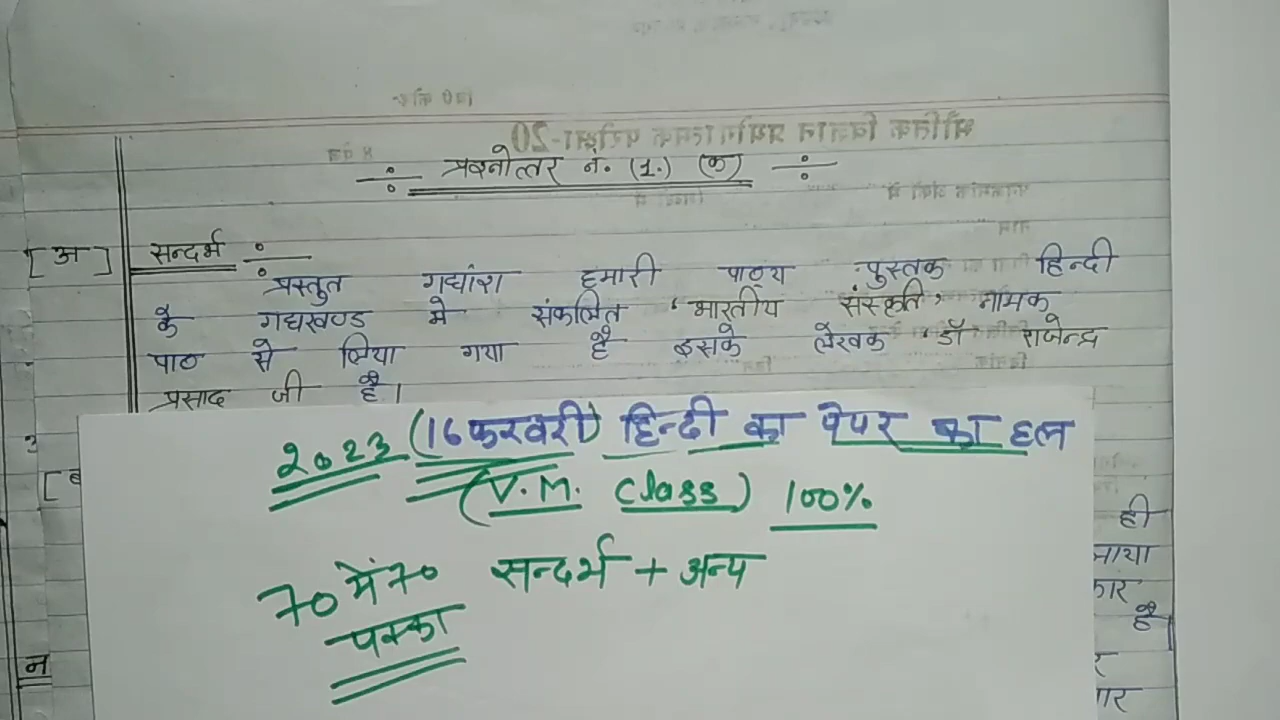 ÷ प्रश्नोत्तर नं. (1.) (क) ÷
[अ] सन्दर्भ ÷
प्रस्तुत गद्यांश हमारी पाठ्य पुस्तक हिन्दी
के गद्यखण्ड मे संकलित 'भारतीय संस्कृति' नामक
पाठ से लिया गया है इसके लेखक डॉ राजेन्द्र
प्रसाद जी है।
2023 (16 फरवरी) हिन्दी का पेपर का हल
(V.M. Class) 100%
70 में 70 सन्दर्भ + अन्य
पक्का
ही
है।
न